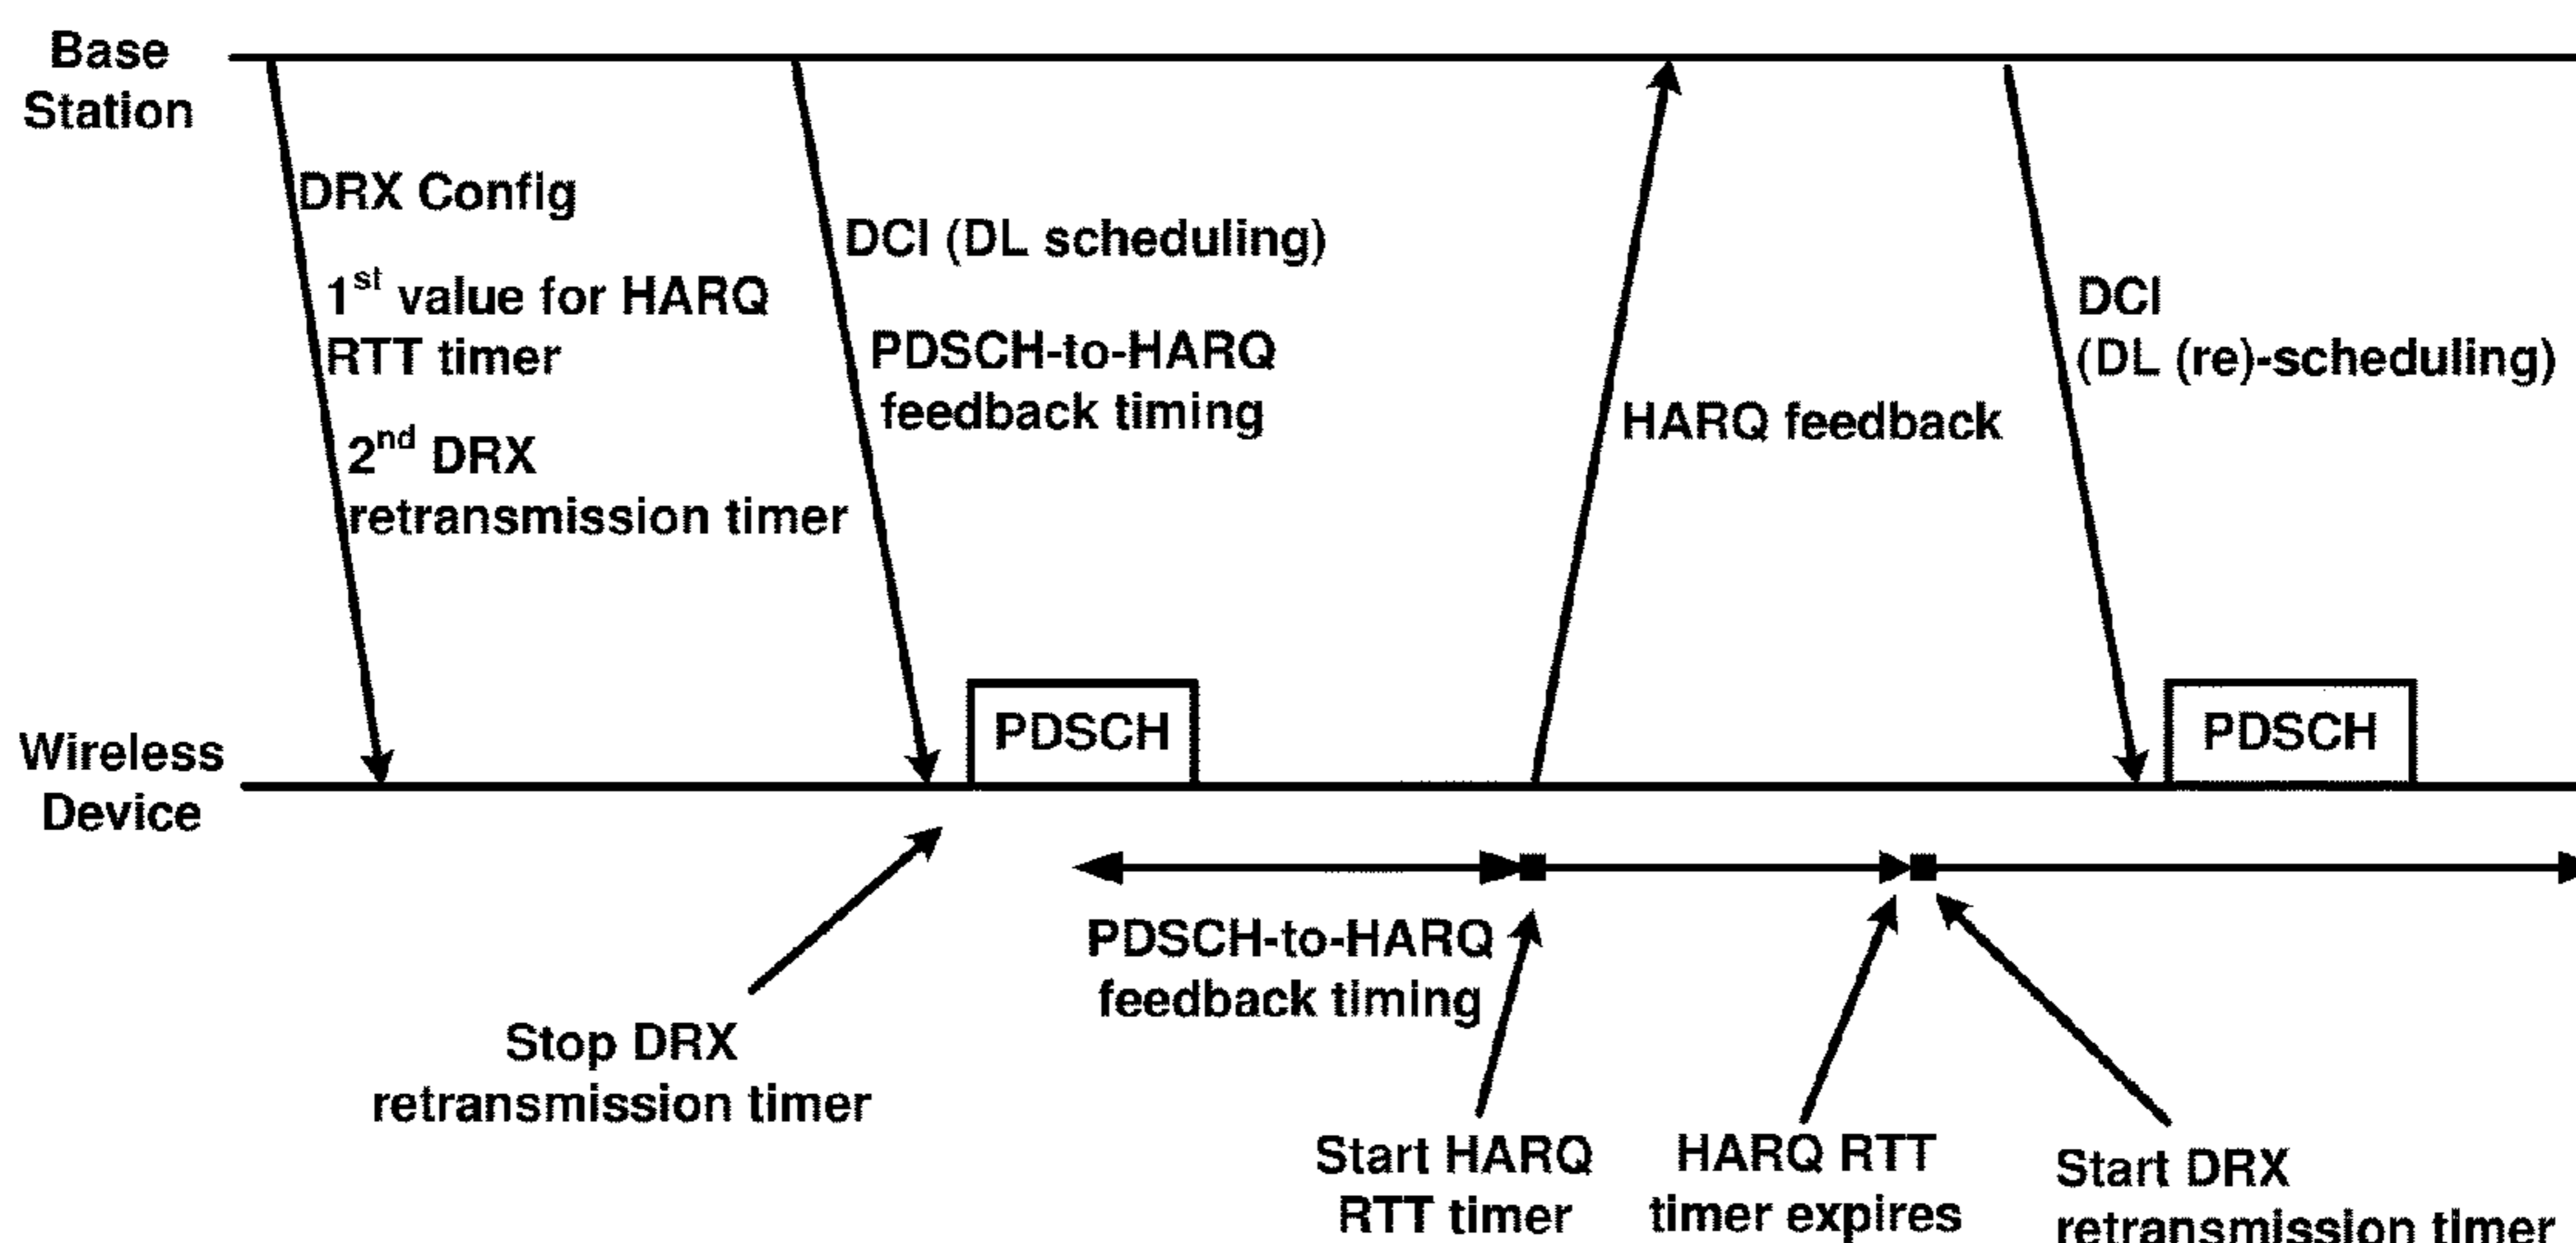 Base
Station
DRX Config
1st value for HARQ
RTT timer
2nd DRX
retransmission timer
DCI (DL scheduling)
PDSCH-to-HARQ
feedback timing
HARQ feedback
DCI
(DL (re)-scheduling)
Wireless
Device
PDSCH
PDSCH
Stop DRX
retransmission timer
PDSCH-to-HARQ
feedback timing
Start HARQ
RTT timer
HARQ RTT
timer expires
Start DRX
retransmission timer